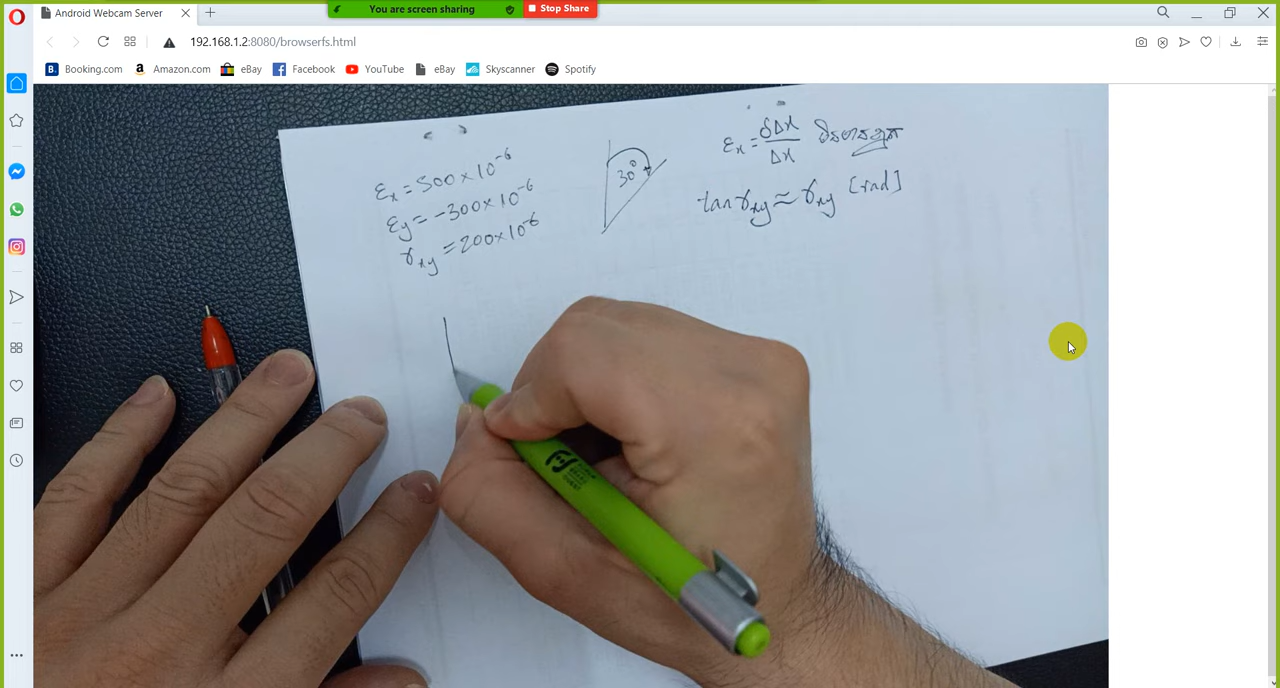 Android Webcam Server
You are screen sharing
Stop Share
192.168.1.2:8080/browserfs.html
Booking.com
Amazon.com
eBay
Facebook
YouTube
eBay
Skyscanner
Spotify
εx = 500×10⁻⁶
εy = -300×10⁻⁶
γxy = 200×10⁻⁶
30°
εx = δΔx/Δx
tan γxy ≈ γxy [rad]